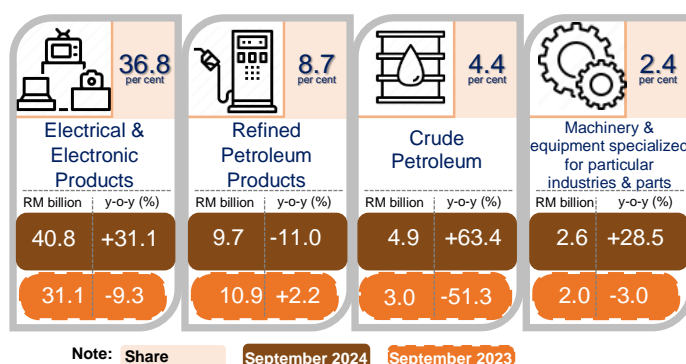 36.8
per cent
Electrical &
Electronic
Products
RM billion y-o-y (%)
40.8 +31.1
31.1 -9.3
8.7
per cent
Refined
Petroleum
Products
RM billion y-o-y (%)
9.7 -11.0
10.9 +2.2
4.4
per cent
Crude
Petroleum
RM billion y-o-y (%)
4.9 +63.4
3.0 -51.3
2.4
per cent
Machinery &
equipment specialized
for particular
industries & parts
RM billion y-o-y (%)
2.6 +28.5
2.0 -3.0
Note: Share September 2024 September 2023